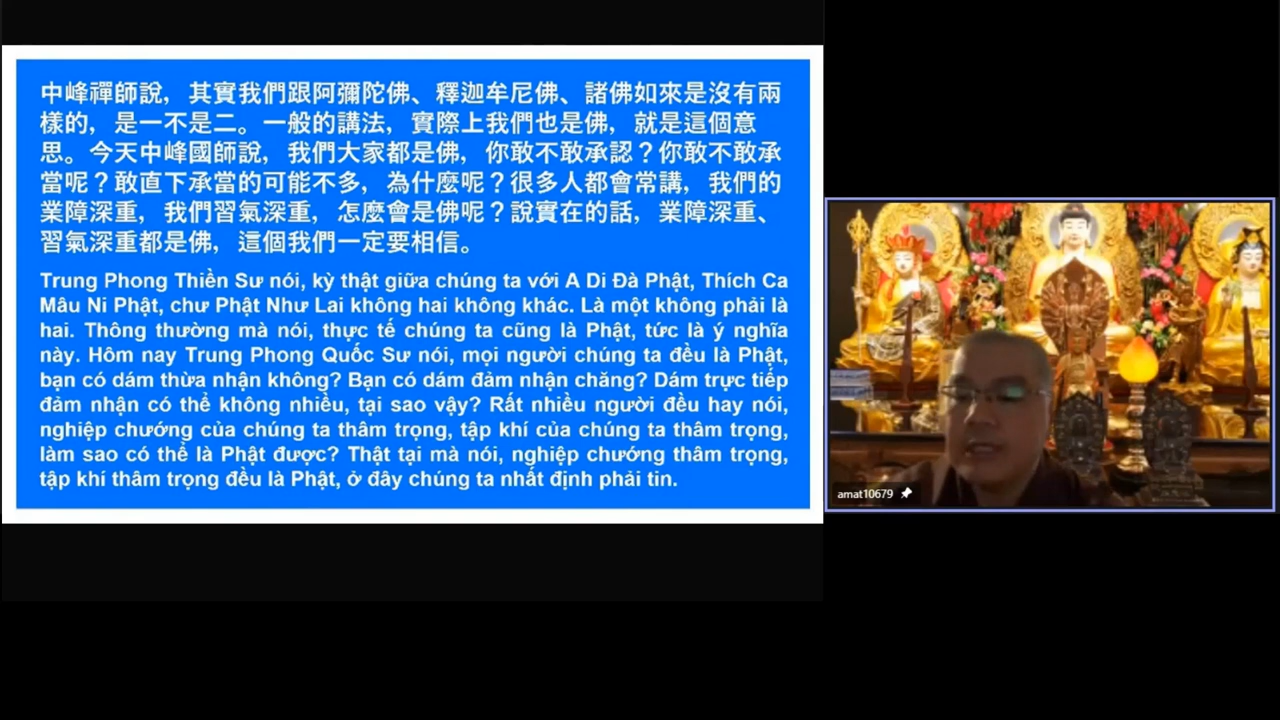 中峰禪師說，其實我們跟阿彌陀佛、釋迦牟尼佛、諸佛如來是沒有兩
樣的，是一不是二。一般的講法，實際上我們也是佛，就是這個意
思。今天中峰國師說，我們大家都是佛，你敢不敢承認？你敢不敢承
當呢？敢直下承當的可能不多，為什麼呢？很多人都會常講，我們的
業障深重，我們習氣深重，怎麼會是佛呢？說實在的話，業障深重、
習氣深重都是佛，這個我們一定要相信。
Trung Phong Thiền Sư nói, kỳ thật giữa chúng ta với A Di Đà Phật, Thích Ca
Mâu Ni Phật, chư Phật Như Lai không hai không khác. Là một không phải là
hai. Thông thường mà nói, thực tế chúng ta cũng là Phật, tức là ý nghĩa
này. Hôm nay Trung Phong Quốc Sư nói, mọi người chúng ta đều là Phật,
bạn có dám thừa nhận không? Bạn có dám đảm nhận chăng? Dám trực tiếp
đảm nhận có thể không nhiều, tại sao vậy? Rất nhiều người đều hay nói,
nghiệp chướng của chúng ta thâm trọng, tập khí của chúng ta thâm trọng,
làm sao có thể là Phật được? Thật tại mà nói, nghiệp chướng thâm trọng,
tập khí thâm trọng đều là Phật, ở đây chúng ta nhất định phải tin.
amat10679